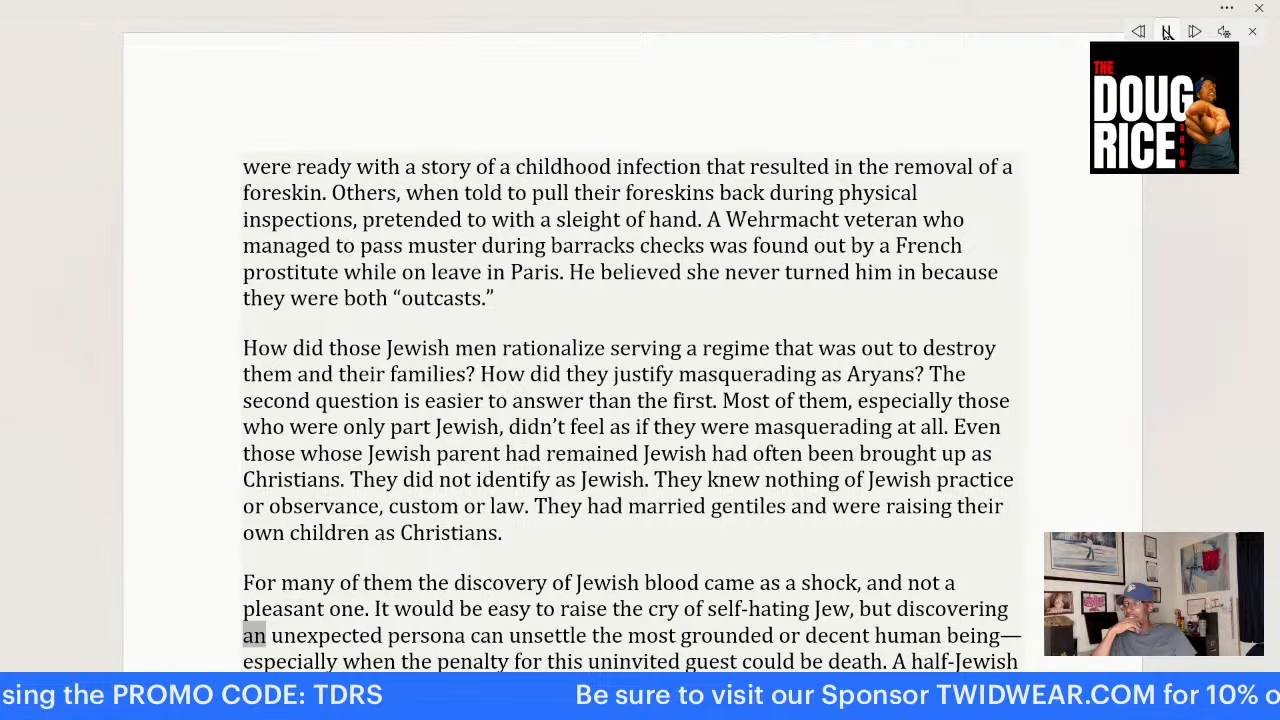 THE
DOUG
RICE
SHOW
were ready with a story of a childhood infection that resulted in the removal of a
foreskin. Others, when told to pull their foreskins back during physical
inspections, pretended to with a sleight of hand. A Wehrmacht veteran who
managed to pass muster during barracks checks was found out by a French
prostitute while on leave in Paris. He believed she never turned him in because
they were both “outcasts.”
How did those Jewish men rationalize serving a regime that was out to destroy
them and their families? How did they justify masquerading as Aryans? The
second question is easier to answer than the first. Most of them, especially those
who were only part Jewish, didn’t feel as if they were masquerading at all. Even
those whose Jewish parent had remained Jewish had often been brought up as
Christians. They did not identify as Jewish. They knew nothing of Jewish practice
or observance, custom or law. They had married gentiles and were raising their
own children as Christians.
For many of them the discovery of Jewish blood came as a shock, and not a
pleasant one. It would be easy to raise the cry of self-hating Jew, but discovering
an unexpected persona can unsettle the most grounded or decent human being—
especially when the penalty for this uninvited guest could be death. A half-Jewish
sing the PROMO CODE: TDRS Be sure to visit our Sponsor TWIDWEAR.COM for 10% o